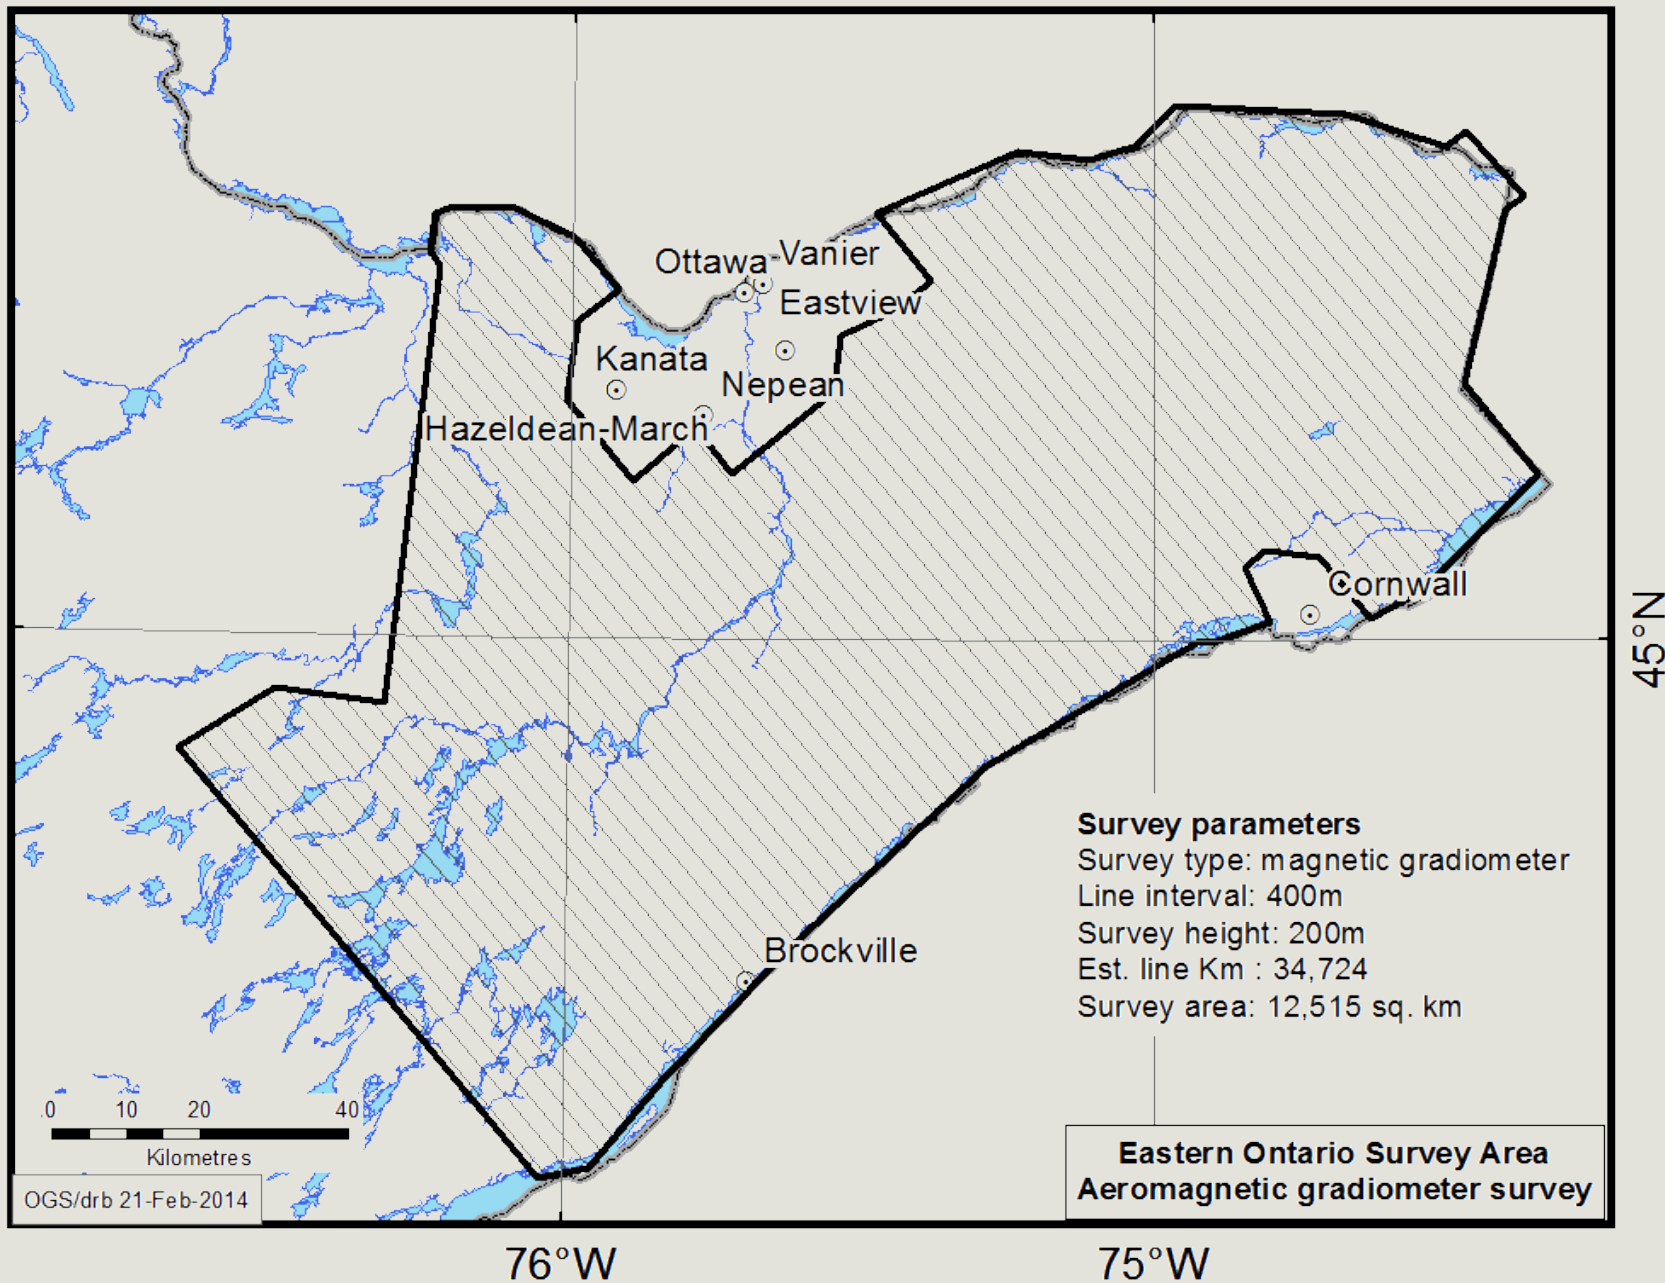 Ottawa
Vanier
Eastview
Kanata
Nepean
Hazeldean-March
Cornwall
45°N
Survey parameters
Survey type: magnetic gradiometer
Line interval: 400m
Survey height: 200m
Est. line Km : 34,724
Survey area: 12,515 sq. km
Brockville
0 10 20 40
Kilometres
OGS/drb 21-Feb-2014
Eastern Ontario Survey Area
Aeromagnetic gradiometer survey
76°W 75°W